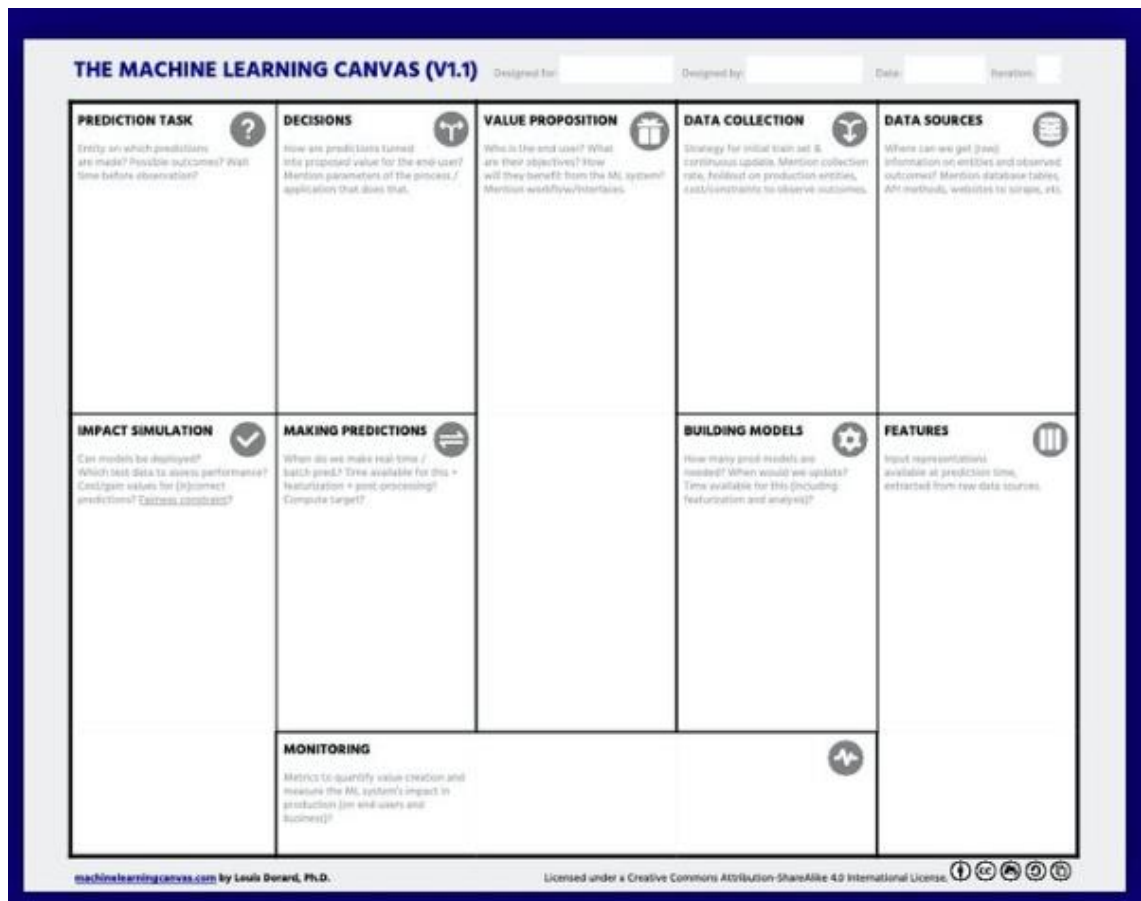 THE MACHINE LEARNING CANVAS (V1.1)
Designed for:
Designed by:
Date:
Iteration:
PREDICTION TASK
Entity on which predictions
are made? Possible outcomes? Wait
time before observation?
DECISIONS
How are predictions turned
into proposed value for the end-user?
Mention parameters of the process /
application that does that.
VALUE PROPOSITION
Who is the end user? What
are their objectives? How
will they benefit from the ML system?
Mention workflow/interfaces.
DATA COLLECTION
Strategy for initial train set &
continuous update. Mention collection
rate, holdout on production entities,
cost/constraints to observe outcomes.
DATA SOURCES
Where can we get (raw)
information on entities and observed
outcomes? Mention database tables,
API methods, websites to scrape, etc.
IMPACT SIMULATION
Can models be deployed?
Which test data to assess performance?
Cost/gain values for (in)correct
predictions? Fairness constraint?
MAKING PREDICTIONS
When do we make real-time /
batch pred.? Time available for this +
featurization + post-processing?
Compute target?
BUILDING MODELS
How many prod models are
needed? When would we update?
Time available for this (including
featurization and analysis)?
FEATURES
Input representations
available at prediction time,
extracted from raw data sources.
MONITORING
Metrics to quantify value creation and
measure the ML system's impact in
production (on end-users and
business)?
machinelearningcanvas.com by Louis Dorard, Ph.D.
Licensed under a Creative Commons Attribution-ShareAlike 4.0 International License.